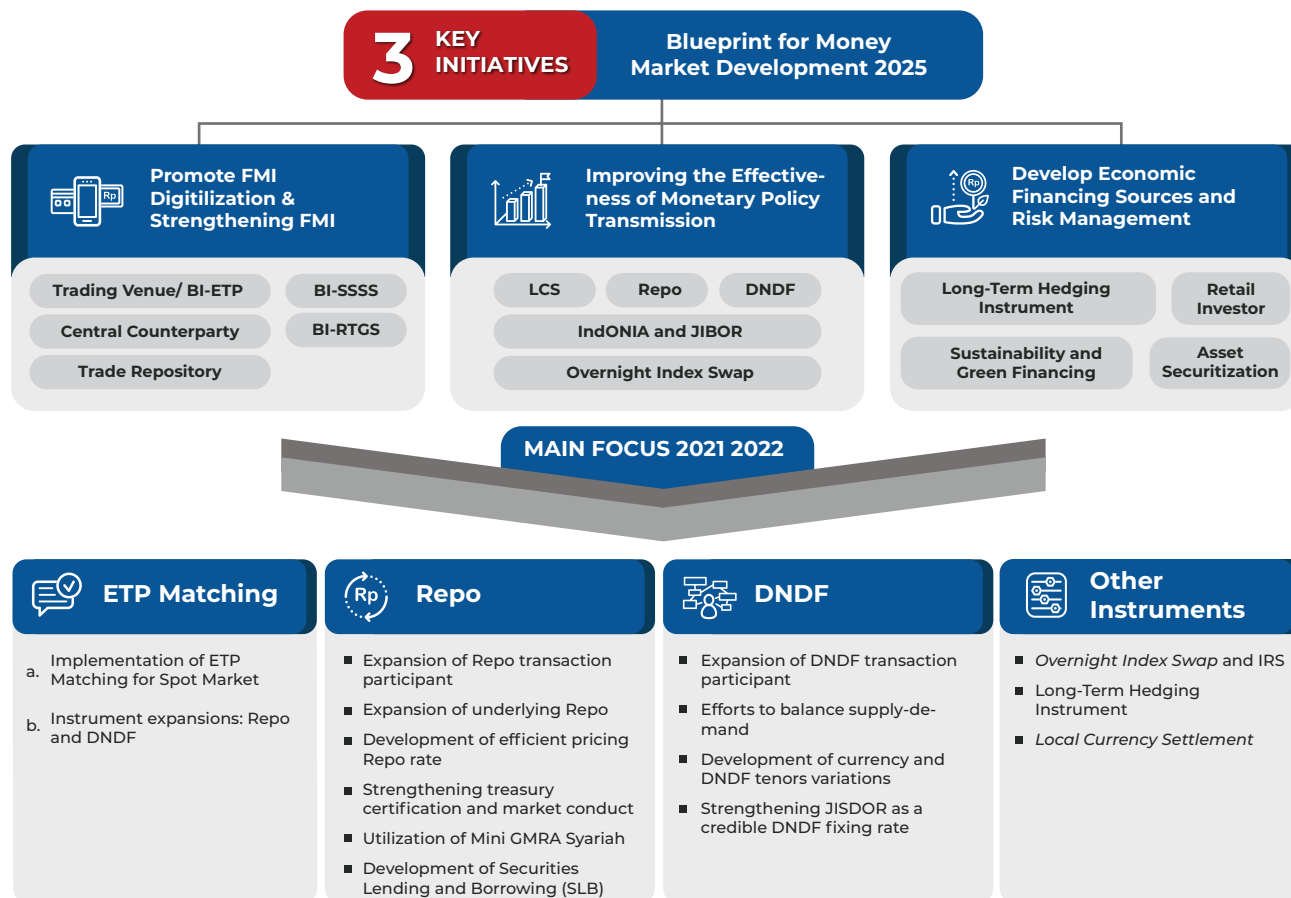 3 KEY
INITIATIVES
Blueprint for Money
Market Development 2025
Promote FMI
Digitilization &
Strengthening FMI
Rp
Trading Venue/ BI-ETP
BI-SSSS
Central Counterparty
BI-RTGS
Trade Repository
Improving the Effective-
ness of Monetary Policy
Transmission
LCS
Repo
DNDF
IndONIA and JIBOR
Overnight Index Swap
Develop Economic
Financing Sources and
Risk Management
Rp
Long-Term Hedging
Instrument
Retail
Investor
Sustainability and
Green Financing
Asset
Securitization
MAIN FOCUS 2021 2022
ETP Matching
a. Implementation of ETP
Matching for Spot Market
b. Instrument expansions: Repo
and DNDF
Rp
Repo
Expansion of Repo transaction
participant
Expansion of underlying Repo
Development of efficient pricing
Repo rate
Strengthening treasury
certification and market conduct
Utilization of Mini GMRA Syariah
Development of Securities
Lending and Borrowing (SLB)
DNDF
Expansion of DNDF transaction
participant
Efforts to balance supply-de-
mand
Development of currency and
DNDF tenors variations
Strengthening JISDOR as a
credible DNDF fixing rate
Other
Instruments
Overnight Index Swap and IRS
Long-Term Hedging
Instrument
Local Currency Settlement